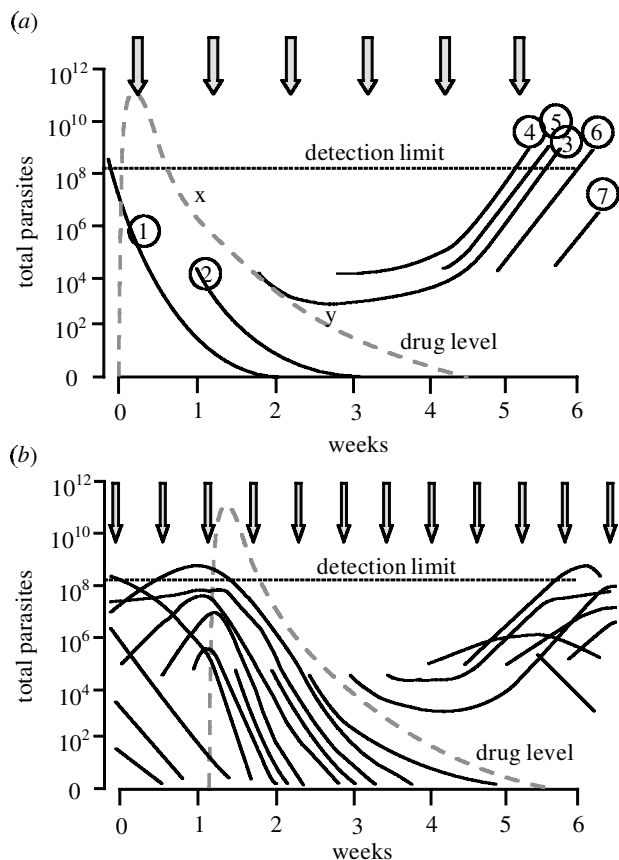 (a)
10^12
10^10
10^8
10^6
10^4
10^2
0
total parasites
detection limit
x
y
drug level
1
2
4
5
3
6
7
0 1 2 3 4 5 6
weeks
(b)
10^12
10^10
10^8
10^6
10^4
10^2
0
total parasites
detection limit
drug level
0 1 2 3 4 5 6
weeks